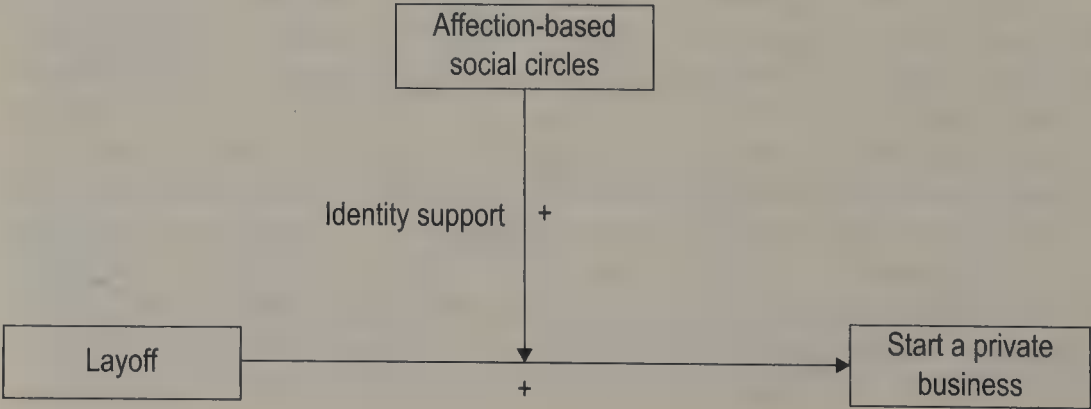 Affection-based
social circles
Identity support +
Layoff
+
Start a private
business